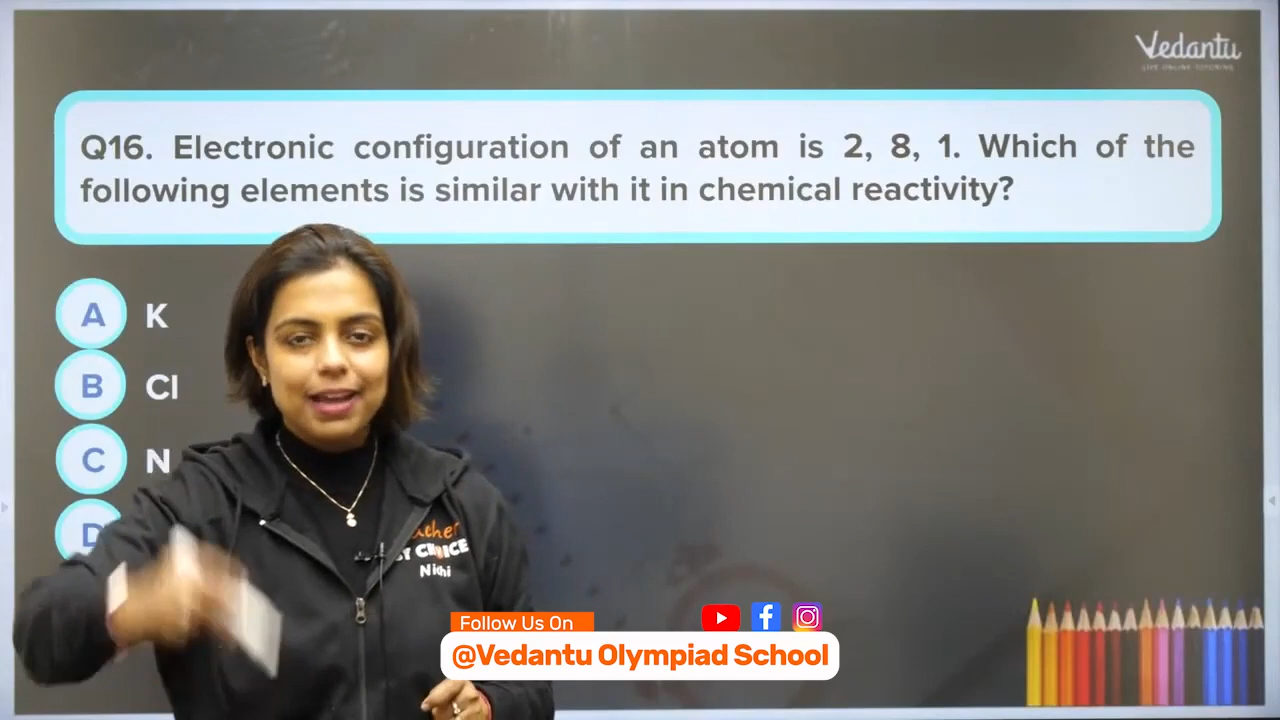 Vedantu
LIVE ONLINE TUTORING
Q16. Electronic configuration of an atom is 2, 8, 1. Which of the
following elements is similar with it in chemical reactivity?
A K
B Cl
C N
D
CHOICE
Nidhi
Follow Us On
@Vedantu Olympiad School